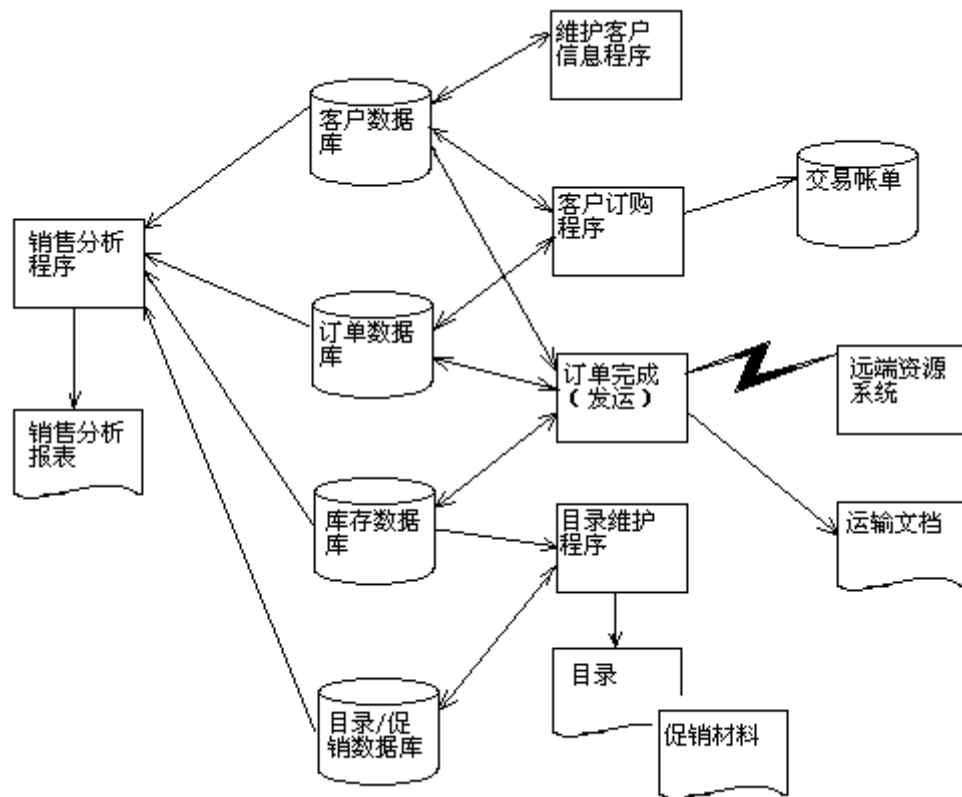 维护客户
信息程序
客户数据
库
客户订购
程序
交易帐单
销售分析
程序
订单数据
库
订单完成
（发运）
远端资源
系统
销售分析
报表
库存数据
库
目录维护
程序
运输文档
目录
目录/促
销数据库
促销材料